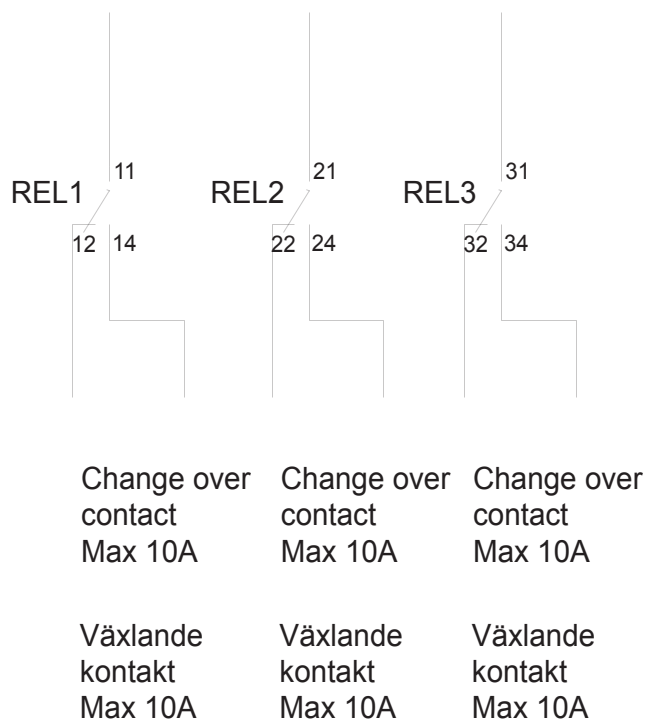 11
21
31
REL1
REL2
REL3
12
14
22
24
32
34
Change over
contact
Max 10A
Change over
contact
Max 10A
Change over
contact
Max 10A
Växlande
kontakt
Max 10A
Växlande
kontakt
Max 10A
Växlande
kontakt
Max 10A